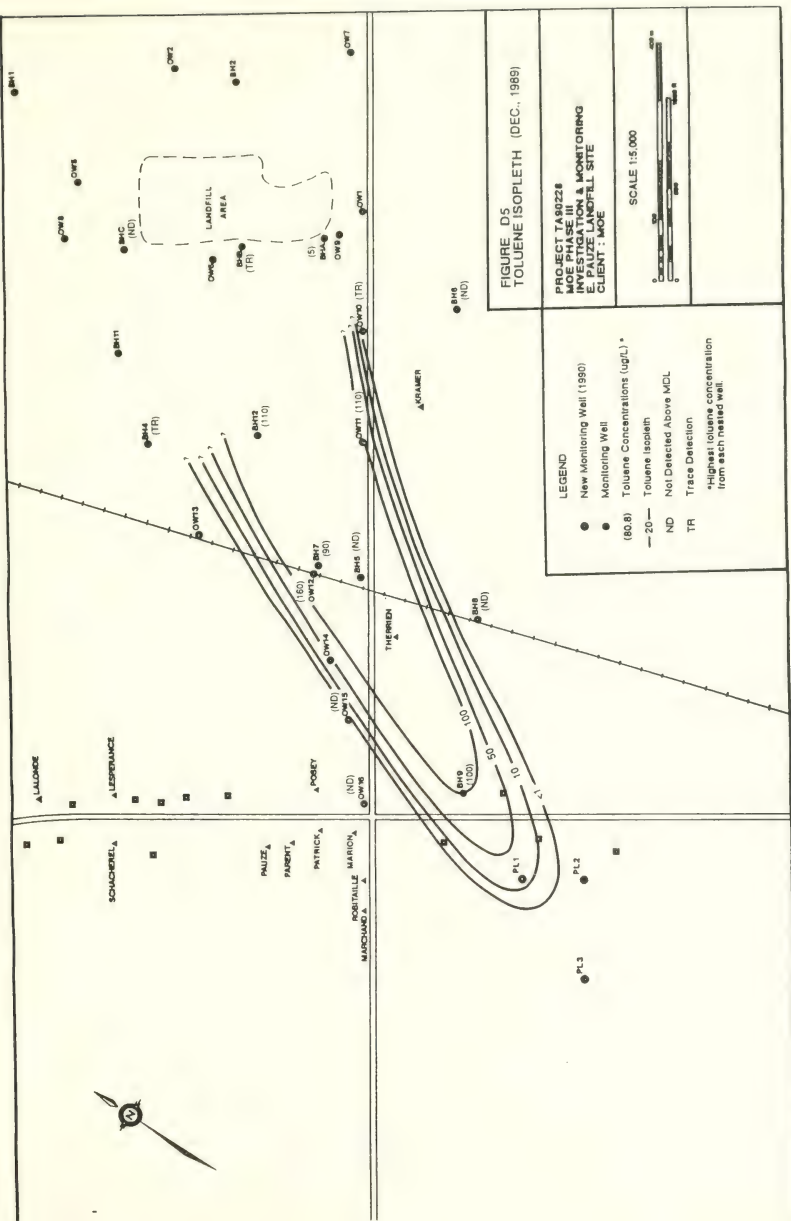 BH1
OW2
BH2
OW7
OW5
OW8
BHC
(ND)
LANDFILL
AREA
OW6
BHB
(TR)
(5)
BHA
OW9
OW1
BH11
BH4
(TR)
BH12
(110)
OW10 (TR)
OW11 (110)
KRAMER
BH6
(ND)
OW13
OW12
BH7
(90)
(160)
BH5 (ND)
OW14
(ND)
OW15
THERRIEN
BH8
(ND)
LALONDE
LESPERANCE
POSEY
(ND)
OW16
BH9
(100)
100
50
10
<1
SCHACHEREL
PAUZE
PARENT
PATRICK
MARION
ROBITAILLE
MARCHAND
PL1
PL2
PL3
N
?
?
?
?
?
?
?
LEGEND
New Monitoring Well (1990)
Monitoring Well
(80.8) Toluene Concentrations (ug/L) *
—20— Toluene Isopleth
ND Not Detected Above MDL
TR Trace Detection
*Highest toluene concentration
from each nested well.
FIGURE D5
TOLUENE ISOPLETH (DEC., 1989)
PROJECT TA90228
MOE PHASE III
INVESTIGATION & MONITORING
E. PAUZE LANDFILL SITE
CLIENT : MOE
SCALE 1:5,000